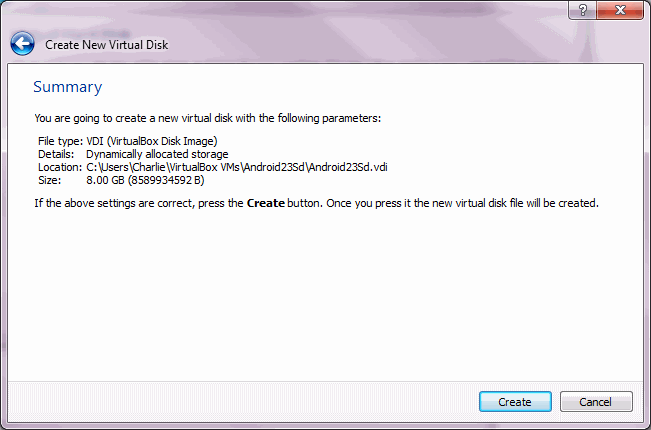 ?
Create New Virtual Disk
Summary
You are going to create a new virtual disk with the following parameters:
File type: VDI (VirtualBox Disk Image)
Details: Dynamically allocated storage
Location: C:\Users\Charlie\VirtualBox VMs\Android23Sd\Android23Sd.vdi
Size: 8.00 GB (8589934592 B)
If the above settings are correct, press the Create button. Once you press it the new virtual disk file will be created.
Create Cancel